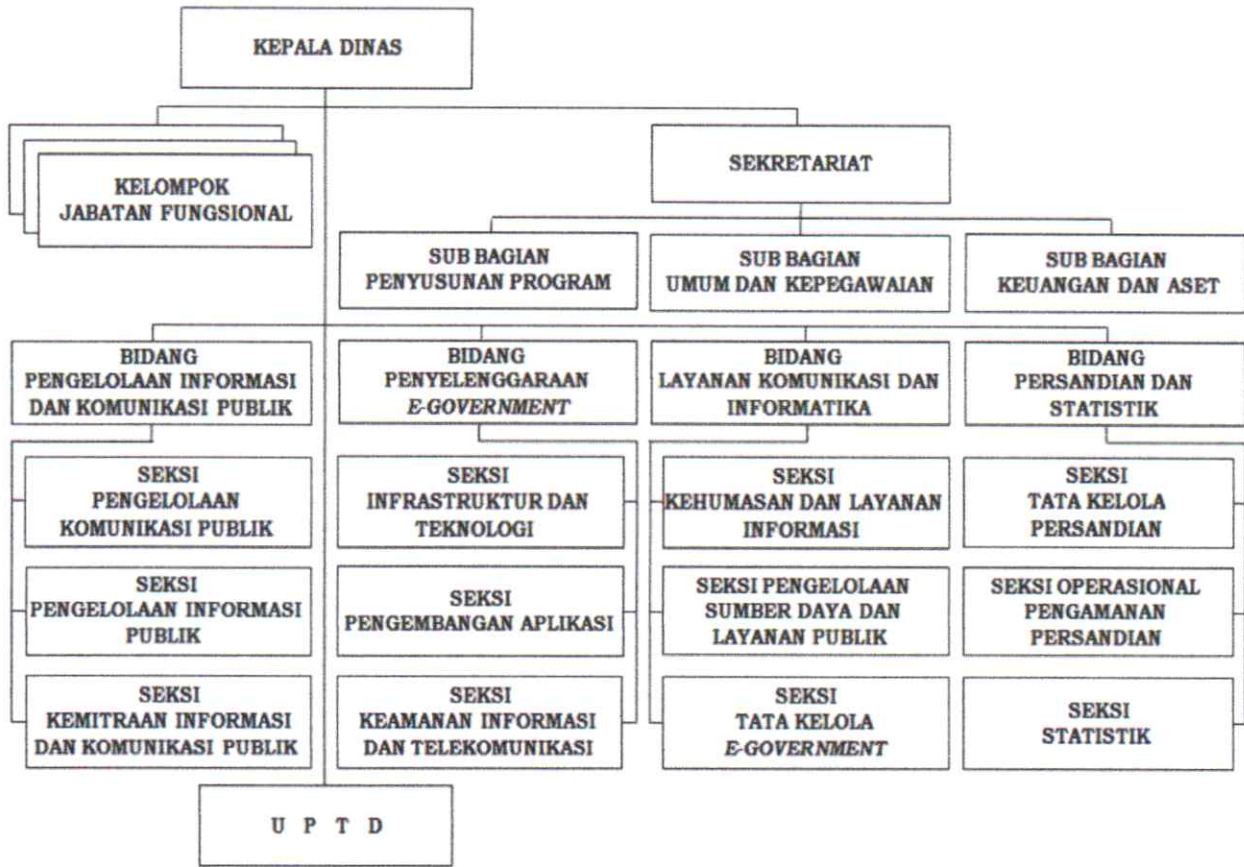 KEPALA DINAS
KELOMPOK
JABATAN FUNGSIONAL
SEKRETARIAT
SUB BAGIAN
PENYUSUNAN PROGRAM
SUB BAGIAN
UMUM DAN KEPEGAWAIAN
SUB BAGIAN
KEUANGAN DAN ASET
BIDANG
PENGELOLAAN INFORMASI
DAN KOMUNIKASI PUBLIK
BIDANG
PENYELENGGARAAN
E-GOVERNMENT
BIDANG
LAYANAN KOMUNIKASI DAN
INFORMATIKA
BIDANG
PERSANDIAN DAN
STATISTIK
SEKSI
PENGELOLAAN
KOMUNIKASI PUBLIK
SEKSI
INFRASTRUKTUR DAN
TEKNOLOGI
SEKSI
KEHUMASAN DAN LAYANAN
INFORMASI
SEKSI
TATA KELOLA
PERSANDIAN
SEKSI
PENGELOLAAN INFORMASI
PUBLIK
SEKSI
PENGEMBANGAN APLIKASI
SEKSI PENGELOLAAN
SUMBER DAYA DAN
LAYANAN PUBLIK
SEKSI OPERASIONAL
PENGAMANAN
PERSANDIAN
SEKSI
KEMITRAAN INFORMASI
DAN KOMUNIKASI PUBLIK
SEKSI
KEAMANAN INFORMASI
DAN TELEKOMUNIKASI
SEKSI
TATA KELOLA
E-GOVERNMENT
SEKSI
STATISTIK
U P T D